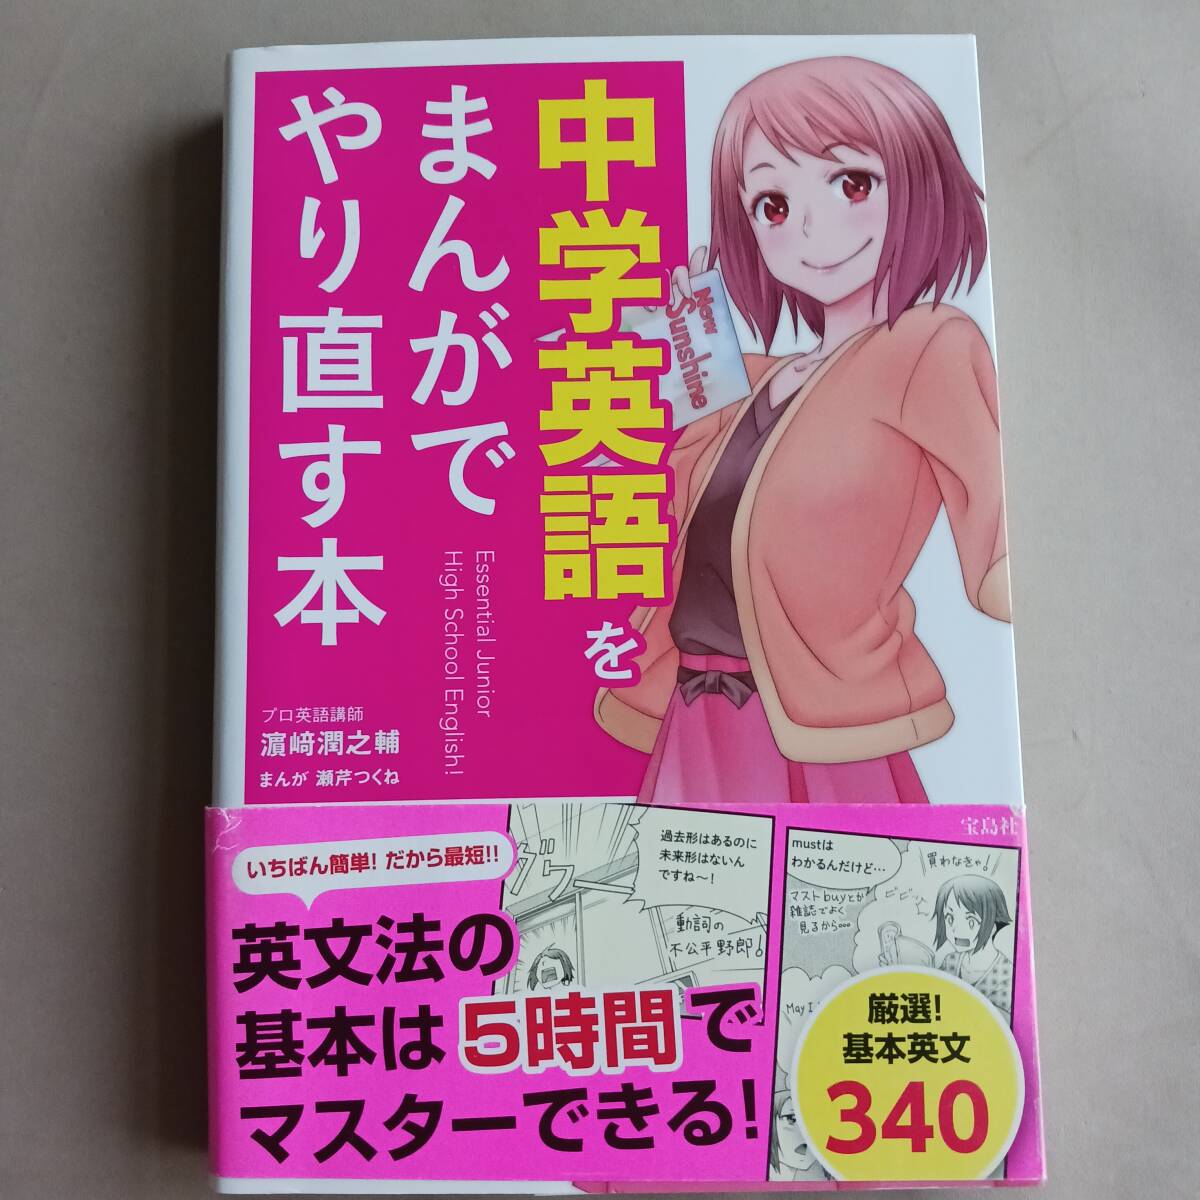 中学英語を
まんがで
やり直す本
New
Sunshine
Essential Junior
High School English!
プロ英語講師
濵﨑潤之輔
まんが 瀬芹つくね
宝島社
いちばん簡単! だから最短!!
英文法の
基本は5時間で
マスターできる!
過去形はあるのに
未来形はないん
ですね〜!
動詞の
不公平野郎!
mustは
わかるんだけど…
マストbuyとか
雑誌でよく
見るから…
買わなきゃ!
May I
厳選!
基本英文
340